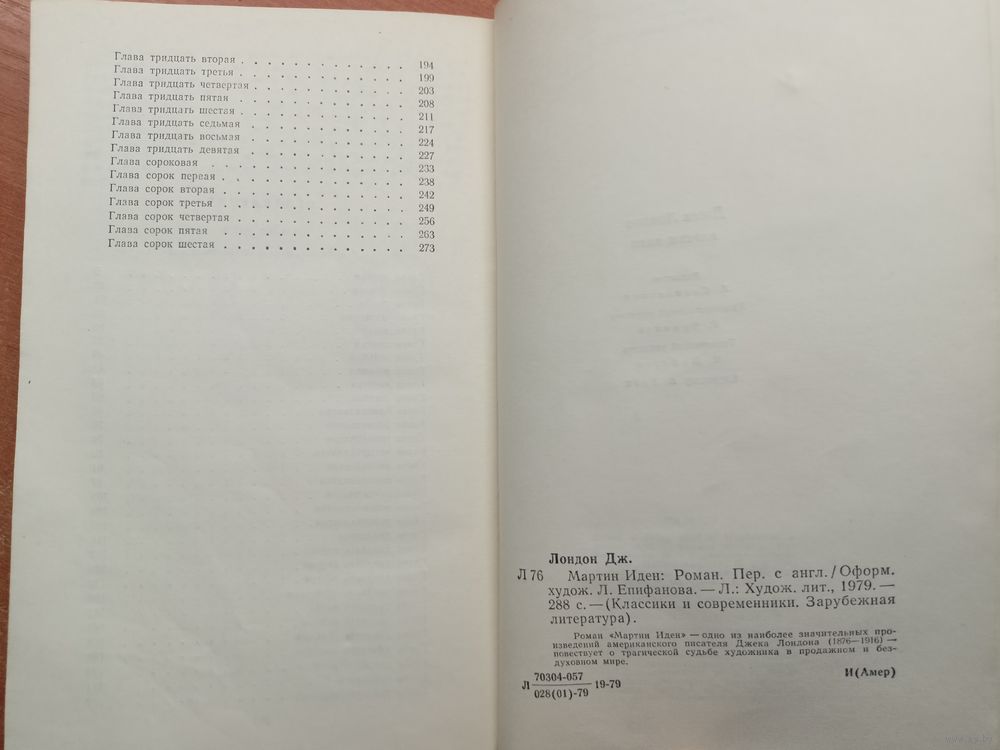 Глава тридцать вторая . . . . . . . . . . . . . 194
Глава тридцать третья . . . . . . . . . . . . . 199
Глава тридцать четвертая . . . . . . . . . . . . 203
Глава тридцать пятая . . . . . . . . . . . . . 208
Глава тридцать шестая . . . . . . . . . . . . . 211
Глава тридцать седьмая . . . . . . . . . . . . 217
Глава тридцать восьмая . . . . . . . . . . . . 224
Глава тридцать девятая . . . . . . . . . . . . 227
Глава сороковая . . . . . . . . . . . . . . . 233
Глава сорок первая . . . . . . . . . . . . . . 238
Глава сорок вторая . . . . . . . . . . . . . . 242
Глава сорок третья . . . . . . . . . . . . . . 249
Глава сорок четвертая . . . . . . . . . . . . . 256
Глава сорок пятая . . . . . . . . . . . . . . 263
Глава сорок шестая . . . . . . . . . . . . . . 273
Лондон Дж.
Л 76 Мартин Иден: Роман. Пер. с англ./Оформ.
худож. Л. Епифанова. — Л.: Худож. лит., 1979. —
288 с. — (Классики и современники. Зарубежная
литература).
Роман «Мартин Иден» — одно из наиболее значительных про-
изведений американского писателя Джека Лондона (1876—1916) —
повествует о трагической судьбе художника в продажном и без-
духовном мире.
Л 70304-057 19-79
028(01)-79
И(Амер)